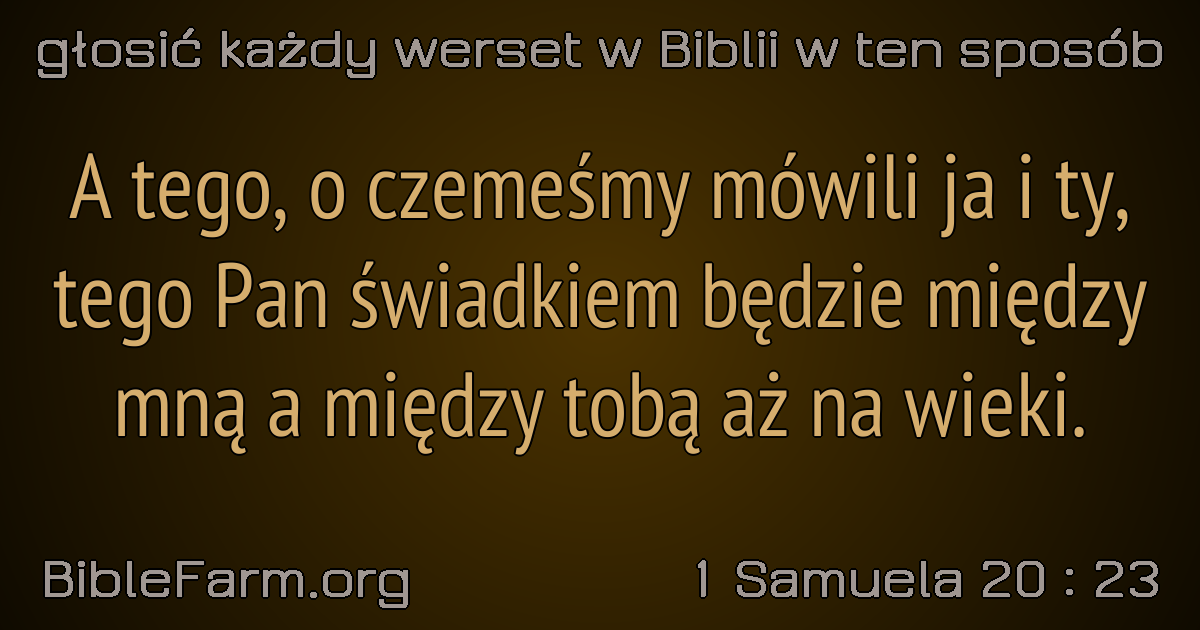 głosić każdy werset w Biblii w ten sposób
A tego, o czemeśmy mówili ja i ty,
tego Pan świadkiem będzie między
mną a między tobą aż na wieki.
BibleFarm.org
1 Samuela 20 : 23